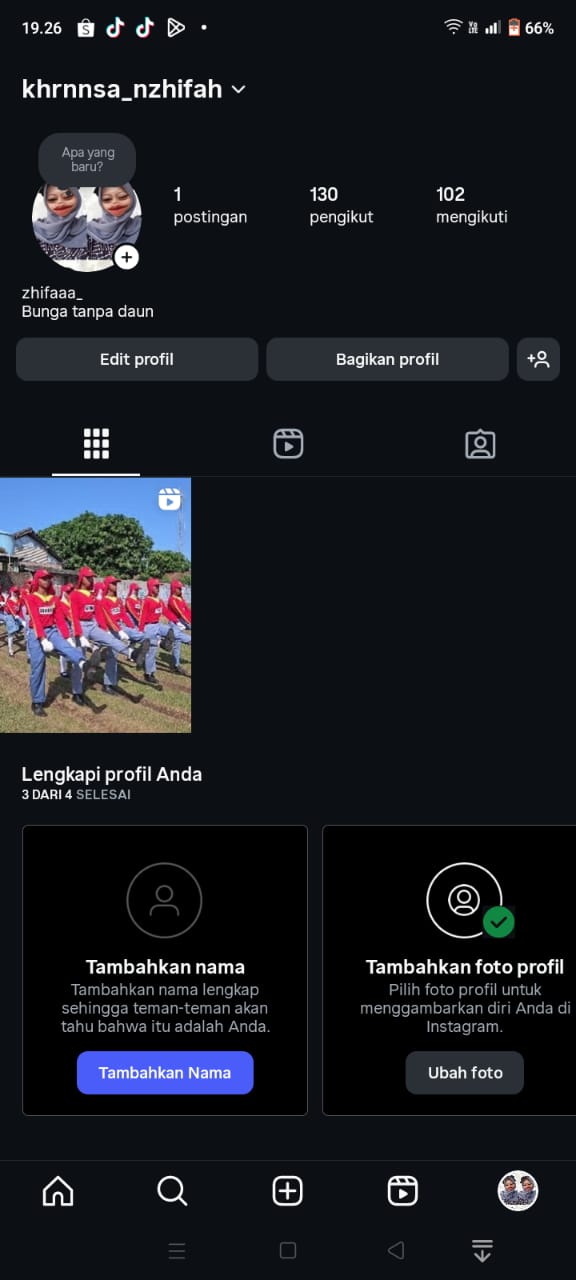 19.26
Vo LTE
66%
khrnnsa_nzhifah
Apa yang
baru?
1
postingan
130
pengikut
102
mengikuti
zhifaaa_
Bunga tanpa daun
Edit profil
Bagikan profil
Lengkapi profil Anda
3 DARI 4 SELESAI
Tambahkan nama
Tambahkan nama lengkap
sehingga teman-teman akan
tahu bahwa itu adalah Anda.
Tambahkan Nama
Tambahkan foto profil
Pilih foto profil untuk
menggambarkan diri Anda di
Instagram.
Ubah foto